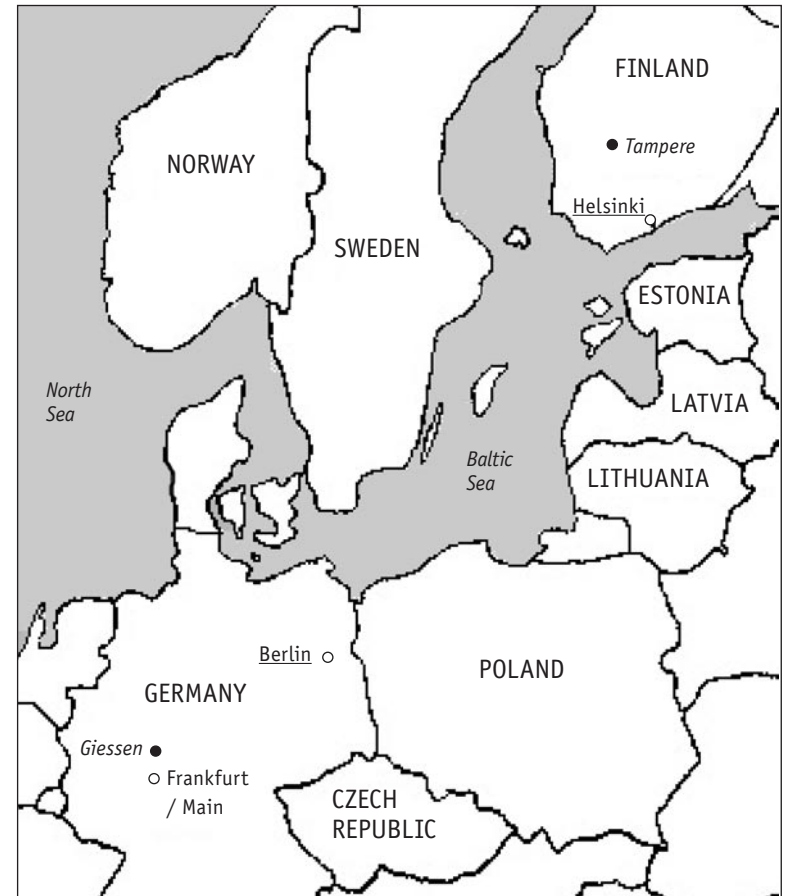 FINLAND
Tampere
NORWAY
Helsinki
SWEDEN
ESTONIA
North
Sea
LATVIA
Baltic
Sea
LITHUANIA
Berlin
POLAND
GERMANY
Giessen
Frankfurt
/ Main
CZECH
REPUBLIC